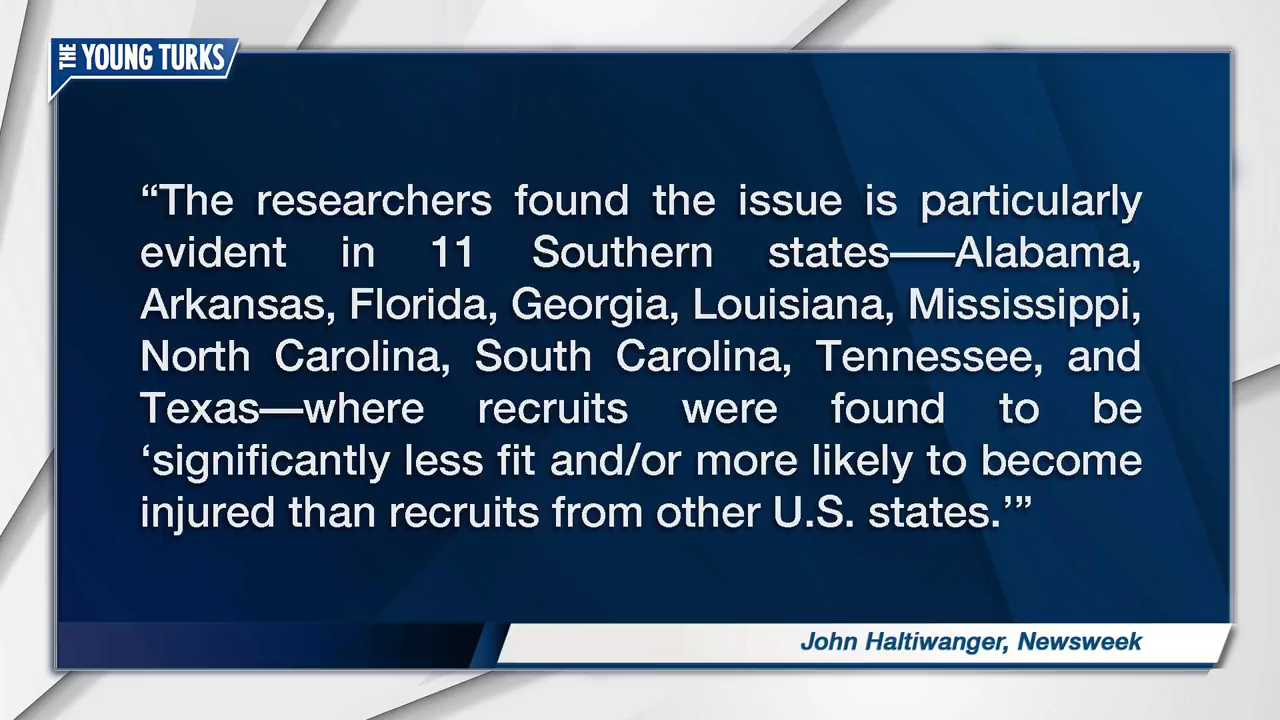 THE YOUNG TURKS
“The researchers found the issue is particularly
evident in 11 Southern states——Alabama,
Arkansas, Florida, Georgia, Louisiana, Mississippi,
North Carolina, South Carolina, Tennessee, and
Texas—where recruits were found to be
‘significantly less fit and/or more likely to become
injured than recruits from other U.S. states.’”
John Haltiwanger, Newsweek